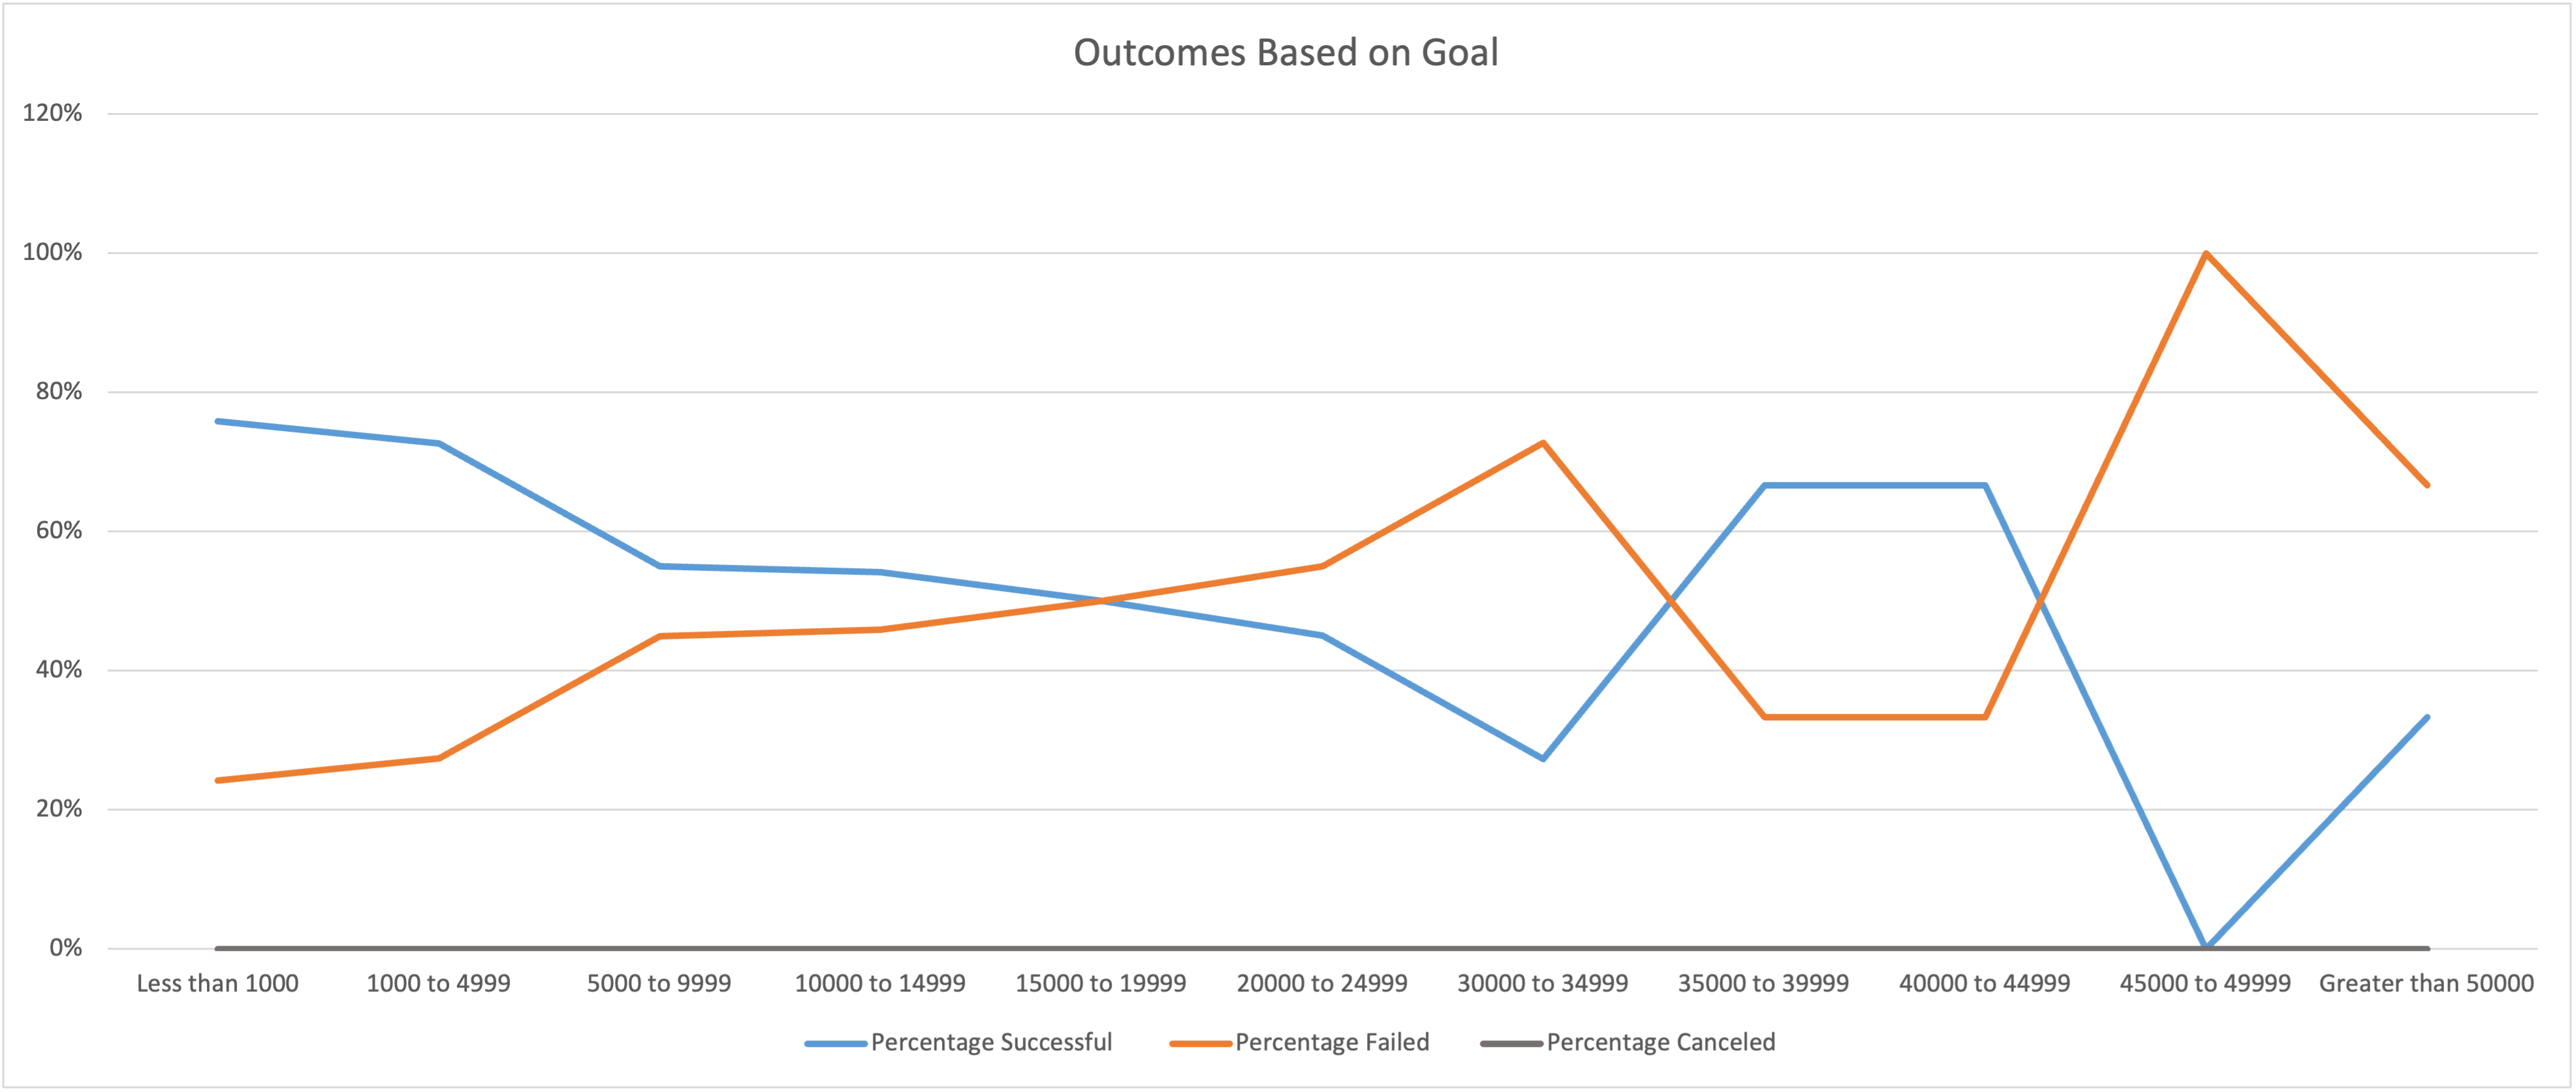 Outcomes Based on Goal
120%
100%
80%
60%
40%
20%
0%
Less than 1000 1000 to 4999 5000 to 9999 10000 to 14999 15000 to 19999 20000 to 24999 30000 to 34999 35000 to 39999 40000 to 44999 45000 to 49999 Greater than 50000
Percentage Successful Percentage Failed Percentage Canceled